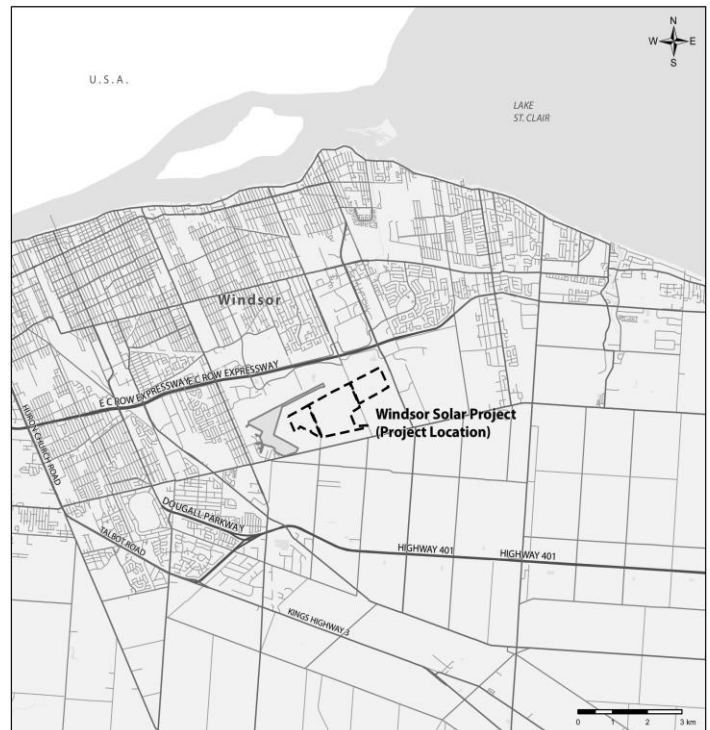 N
W E
S
U.S.A.
LAKE
ST. CLAIR
Windsor
E C ROW EXPRESSWAY
E C ROW EXPRESSWAY
Windsor Solar Project
(Project Location)
HURON CHURCH ROAD
DOUGALL PARKWAY
TALBOT ROAD
HIGHWAY 401
HIGHWAY 401
KINGS HIGHWAY 3
0 1 2 3 km